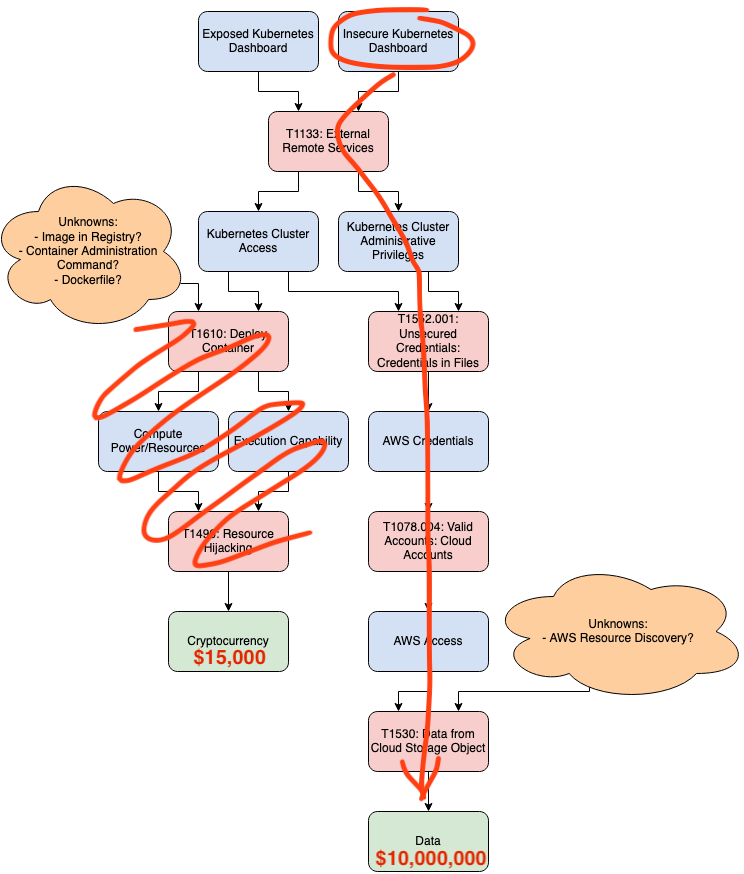 Exposed Kubernetes
Dashboard
Insecure Kubernetes
Dashboard
T1133: External
Remote Services
Unknowns:
- Image in Registry?
- Container Administration
Command?
- Dockerfile?
Kubernetes Cluster
Access
Kubernetes Cluster
Administrative
Privileges
T1610: Deploy
Container
T1552.001:
Unsecured
Credentials:
Credentials in Files
Compute
Power/Resources
Execution Capability
AWS Credentials
T1496: Resource
Hijacking
T1078.004: Valid
Accounts: Cloud
Accounts
Cryptocurrency
$15,000
AWS Access
Unknowns:
- AWS Resource Discovery?
T1530: Data from
Cloud Storage Object
Data
$10,000,000